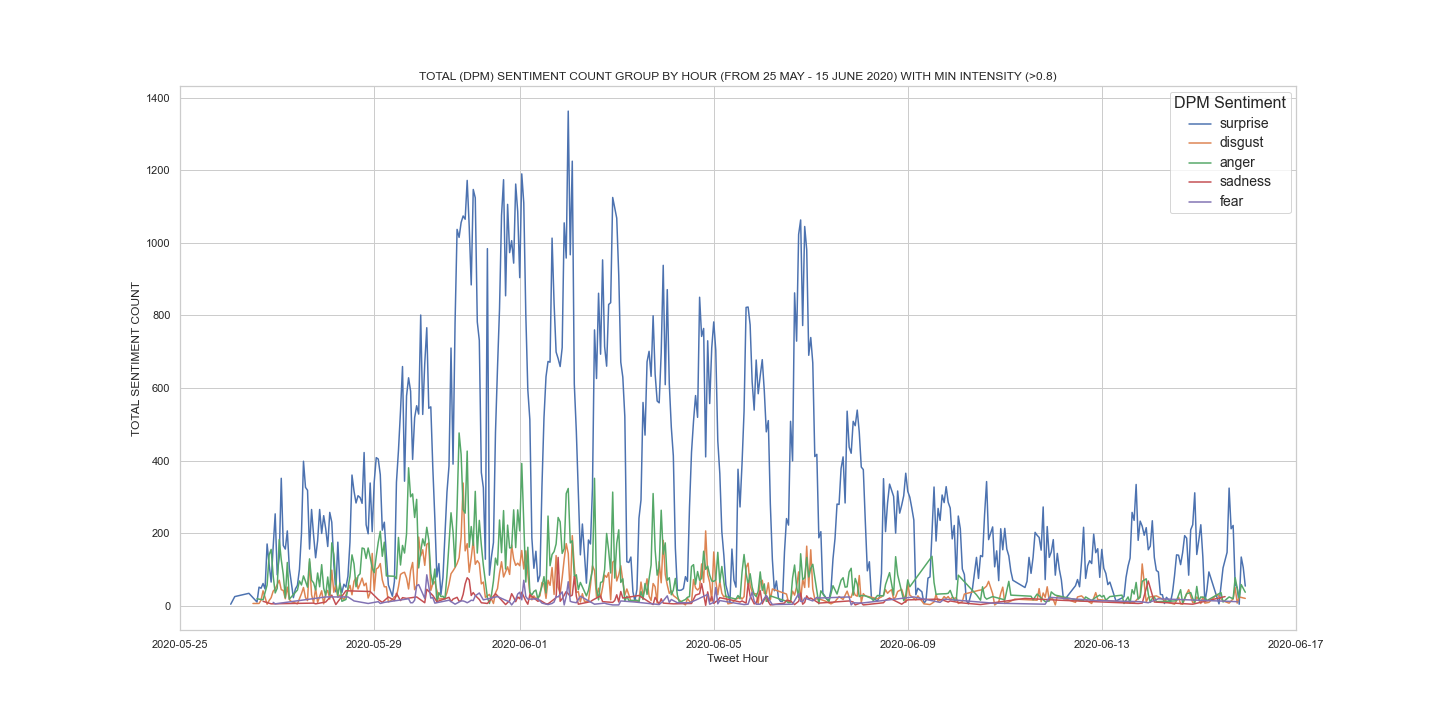 TOTAL (DPM) SENTIMENT COUNT GROUP BY HOUR (FROM 25 MAY - 15 JUNE 2020) WITH MIN INTENSITY (>0.8)
DPM Sentiment
surprise
disgust
anger
sadness
fear
TOTAL SENTIMENT COUNT
1400
1200
1000
800
600
400
200
0
2020-05-25
2020-05-29
2020-06-01
2020-06-05
2020-06-09
2020-06-13
2020-06-17
Tweet Hour